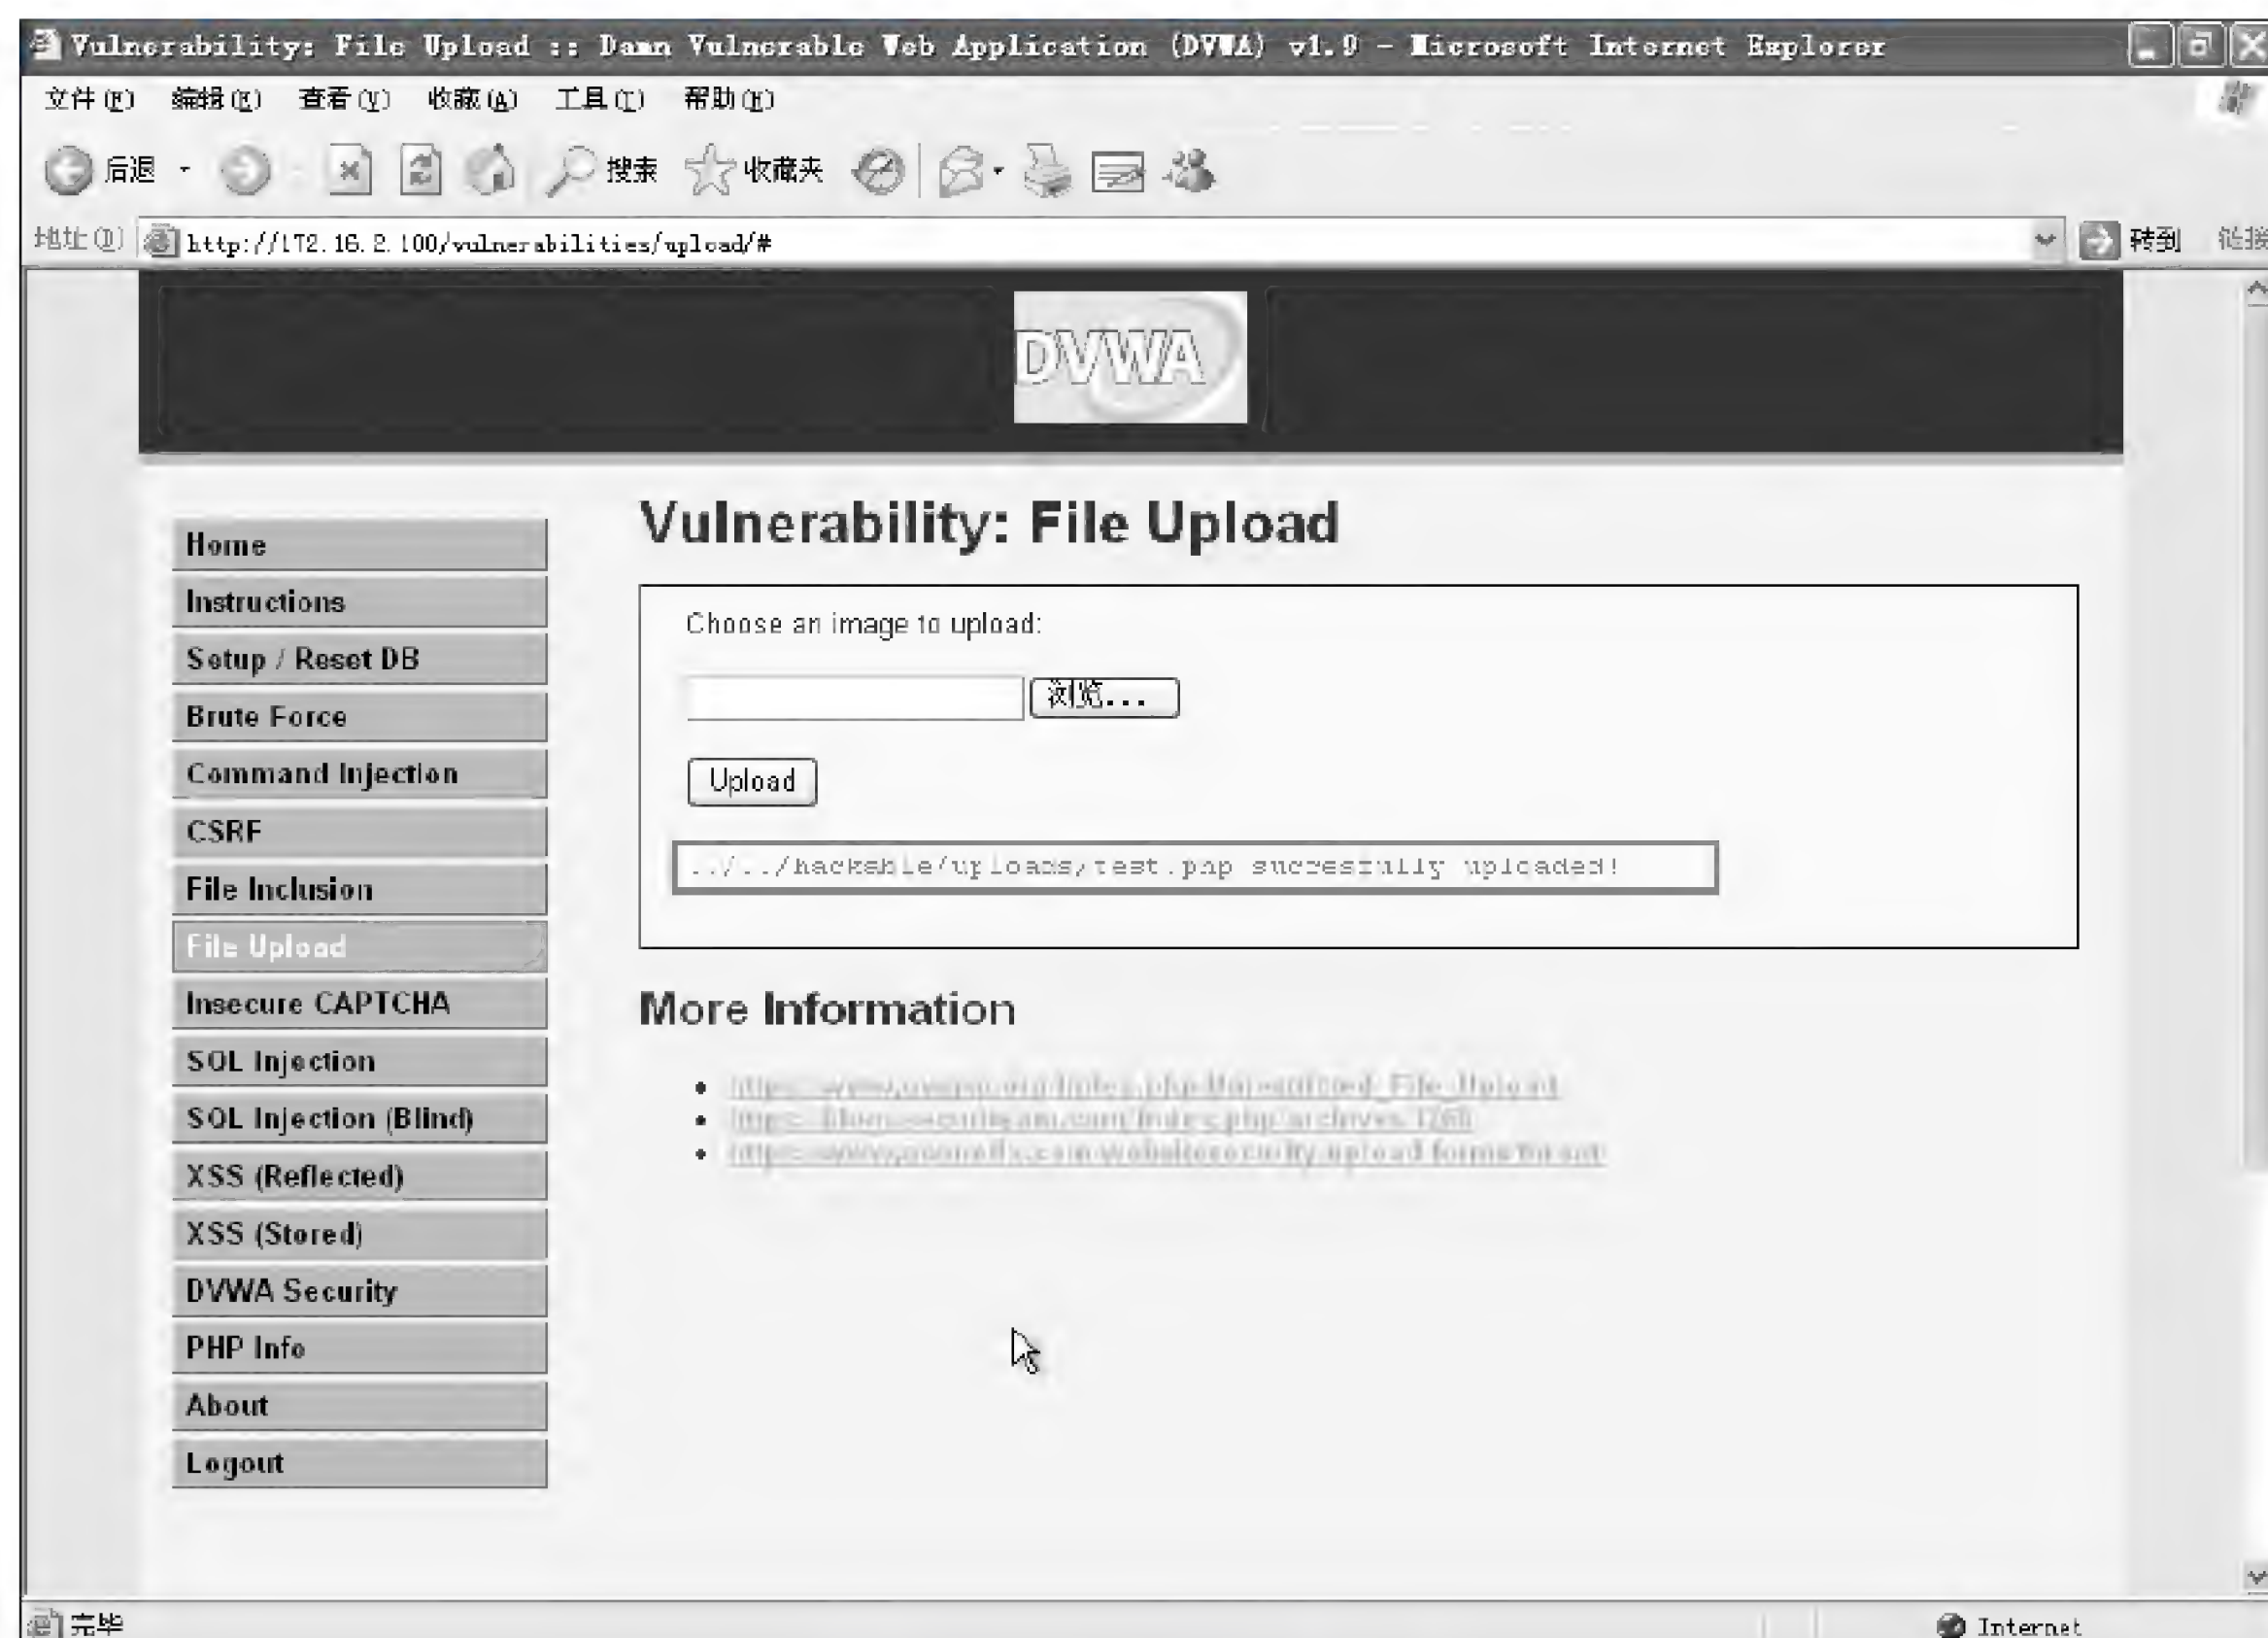 Vulnerability: File Upload :: Damn Vulnerable Web Application (DVWA) v1.9 - Microsoft Internet Explorer
文件(F) 编辑(E) 查看(V) 收藏(A) 工具(T) 帮助(H)
后退 搜索 收藏夹
地址(D) http://172.16.2.100/vulnerabilities/upload/# 转到 链接
DVWA
Vulnerability: File Upload
Home
Instructions
Setup / Reset DB
Brute Force
Command Injection
CSRF
File Inclusion
File Upload
Insecure CAPTCHA
SQL Injection
SQL Injection (Blind)
XSS (Reflected)
XSS (Stored)
DVWA Security
PHP Info
About
Logout
Choose an image to upload:
浏览...
Upload
../../hackable/uploads/test.php succesfully uploaded!
More Information
完毕 Internet